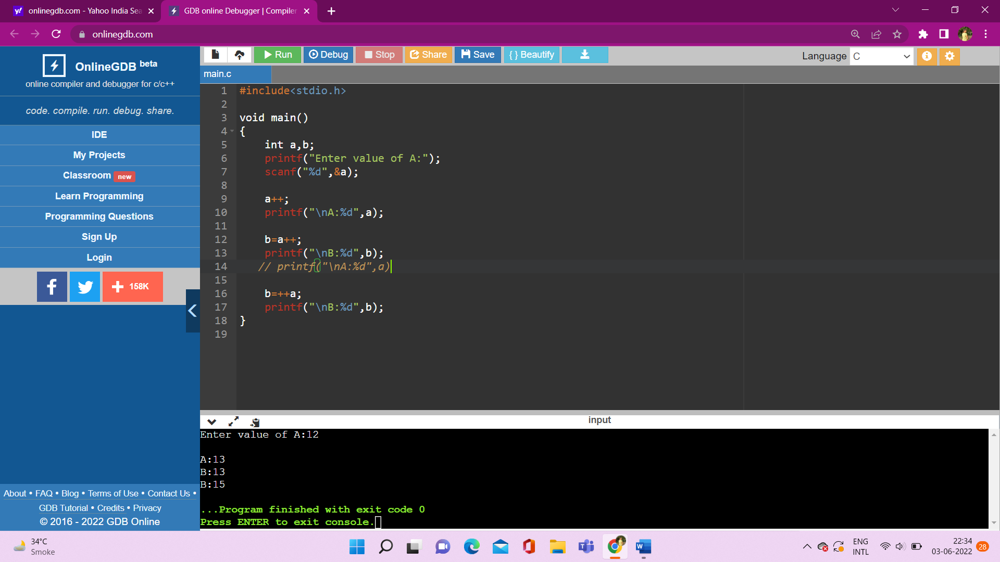 onlinegdb.com - Yahoo India Sea
GDB online Debugger | Compiler
onlinegdb.com
OnlineGDB beta
online compiler and debugger for c/c++
code. compile. run. debug. share.
IDE
My Projects
Classroom new
Learn Programming
Programming Questions
Sign Up
Login
158K
About • FAQ • Blog • Terms of Use • Contact Us •
GDB Tutorial • Credits • Privacy
© 2016 - 2022 GDB Online
Run Debug Stop Share Save { } Beautify
Language C
main.c
1 #include<stdio.h>
2
3 void main()
4 {
5 int a,b;
6 printf("Enter value of A:");
7 scanf("%d",&a);
8
9 a++;
10 printf("\nA:%d",a);
11
12 b=a++;
13 printf("\nB:%d",b);
14 // printf("\nA:%d",a)
15
16 b=++a;
17 printf("\nB:%d",b);
18 }
19
input
Enter value of A:12
A:13
B:13
B:15
...Program finished with exit code 0
Press ENTER to exit console.
34°C
Smoke
ENG
INTL
22:34
03-06-2022
28